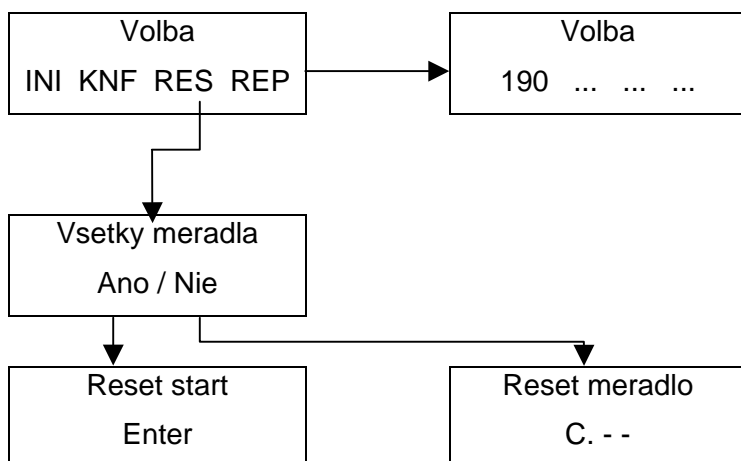 Volba
INI KNF RES REP
Volba
190 ... ... ...
Vsetky meradla
Ano / Nie
Reset start
Enter
Reset meradlo
C. - -